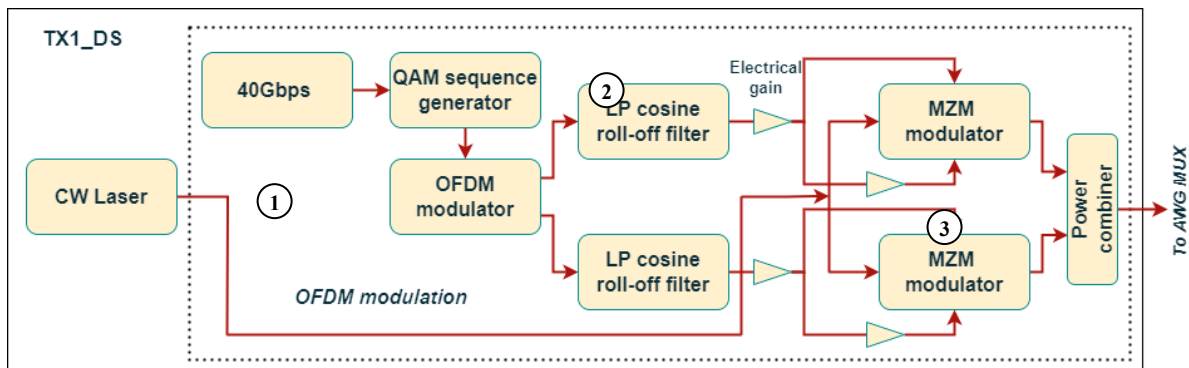 TX1_DS
40Gbps
QAM sequence
generator
2
LP cosine
roll-off filter
Electrical
gain
MZM
modulator
CW Laser
1
OFDM
modulator
LP cosine
roll-off filter
3
MZM
modulator
Power
combiner
To AWG MUX
OFDM modulation